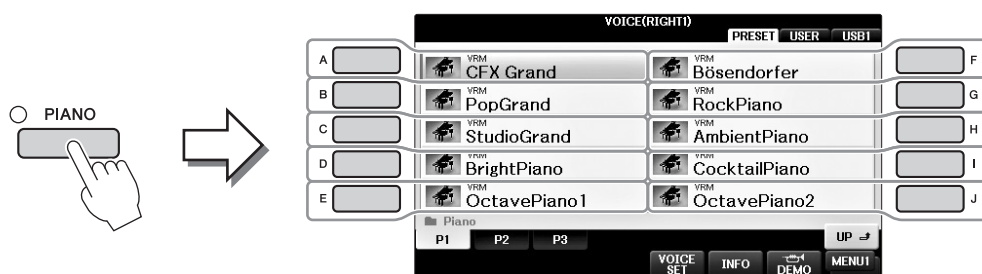 PIANO
VOICE(RIGHT1)
PRESET USER USB1
A VRM CFX Grand VRM Bösendorfer F
B VRM PopGrand VRM RockPiano G
C VRM StudioGrand VRM AmbientPiano H
D VRM BrightPiano VRM CocktailPiano I
E VRM OctavePiano1 VRM OctavePiano2 J
Piano
P1 P2 P3 UP
VOICE SET INFO DEMO MENU1